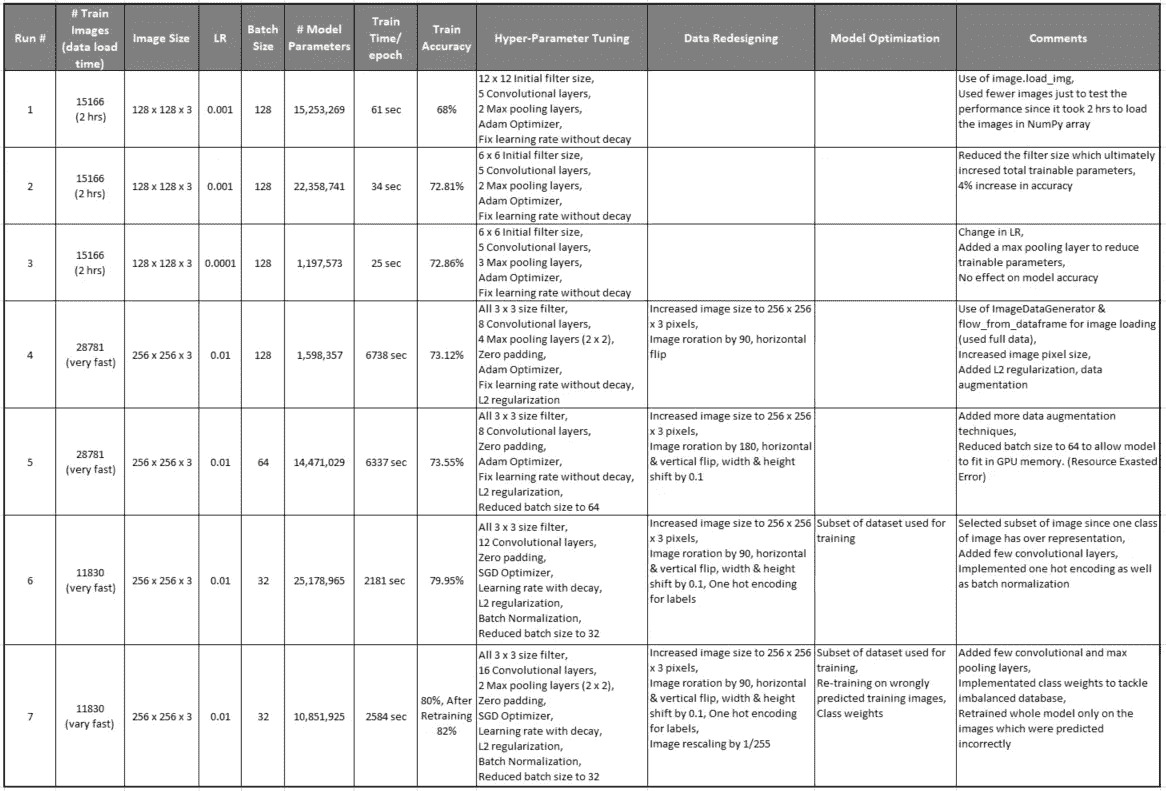 Run #
# Train
Images
(data load
time)
Image Size
LR
Batch
Size
# Model
Parameters
Train
Time/
epoch
Train
Accuracy
Hyper-Parameter Tuning
Data Redesigning
Model Optimization
Comments
1
15166
(2 hrs)
128 x 128 x 3
0.001
128
15,253,269
61 sec
68%
12 x 12 Initial filter size,
5 Convolutional layers,
2 Max pooling layers,
Adam Optimizer,
Fix learning rate without decay
Use of image.load_img,
Used fewer images just to test the
performance since it took 2 hrs to load
the images in NumPy array
2
15166
(2 hrs)
128 x 128 x 3
0.001
128
22,358,741
34 sec
72.81%
6 x 6 Initial filter size,
5 Convolutional layers,
2 Max pooling layers,
Adam Optimizer,
Fix learning rate without decay
Reduced the filter size which ultimately
incresed total trainable parameters,
4% increase in accuracy
3
15166
(2 hrs)
128 x 128 x 3
0.0001
128
1,197,573
25 sec
72.86%
6 x 6 Initial filter size,
5 Convolutional layers,
3 Max pooling layers,
Adam Optimizer,
Fix learning rate without decay
Change in LR,
Added a max pooling layer to reduce
trainable parameters,
No effect on model accuracy
4
28781
(very fast)
256 x 256 x 3
0.01
128
1,598,357
6738 sec
73.12%
All 3 x 3 size filter,
8 Convolutional layers,
4 Max pooling layers (2 x 2),
Zero padding,
Adam Optimizer,
Fix learning rate without decay,
L2 regularization
Increased image size to 256 x 256
x 3 pixels,
Image roration by 90, horizontal
flip
Use of ImageDataGenerator &
flow_from_dataframe for image loading
(used full data),
Increased image pixel size,
Added L2 regularization, data
augmentation
5
28781
(very fast)
256 x 256 x 3
0.01
64
14,471,029
6337 sec
73.55%
All 3 x 3 size filter,
8 Convolutional layers,
Zero padding,
Adam Optimizer,
Fix learning rate without decay,
L2 regularization,
Reduced batch size to 64
Increased image size to 256 x 256
x 3 pixels,
Image roration by 180, horizontal
& vertical flip, width & height
shift by 0.1
Added more data augmentation
techniques,
Reduced batch size to 64 to allow model
to fit in GPU memory. (Resource Exasted
Error)
6
11830
(very fast)
256 x 256 x 3
0.01
32
25,178,965
2181 sec
79.95%
All 3 x 3 size filter,
12 Convolutional layers,
Zero padding,
SGD Optimizer,
Learning rate with decay,
L2 regularization,
Batch Normalization,
Reduced batch size to 32
Increased image size to 256 x 256
x 3 pixels,
Image roration by 90, horizontal
& vertical flip, width & height
shift by 0.1, One hot encoding
for labels
Subset of dataset used for
training
Selected subset of image since one class
of image has over representation,
Added few convolutional layers,
Implemented one hot encoding as well
as batch normalization
7
11830
(vary fast)
256 x 256 x 3
0.01
32
10,851,925
2584 sec
80%, After
Retraining
82%
All 3 x 3 size filter,
16 Convolutional layers,
2 Max pooling layers (2 x 2),
Zero padding,
SGD Optimizer,
Learning rate with decay,
L2 regularization,
Batch Normalization,
Reduced batch size to 32
Increased image size to 256 x 256
x 3 pixels,
Image roration by 90, horizontal
& vertical flip, width & height
shift by 0.1, One hot encoding
for labels,
Image rescaling by 1/255
Subset of dataset used for
training,
Re-training on wrongly
predicted training images,
Class weights
Added few convolutional and max
pooling layers,
Implementated class weights to tackle
imbalanced database,
Retrained whole model only on the
images which were predicted
incorrectly